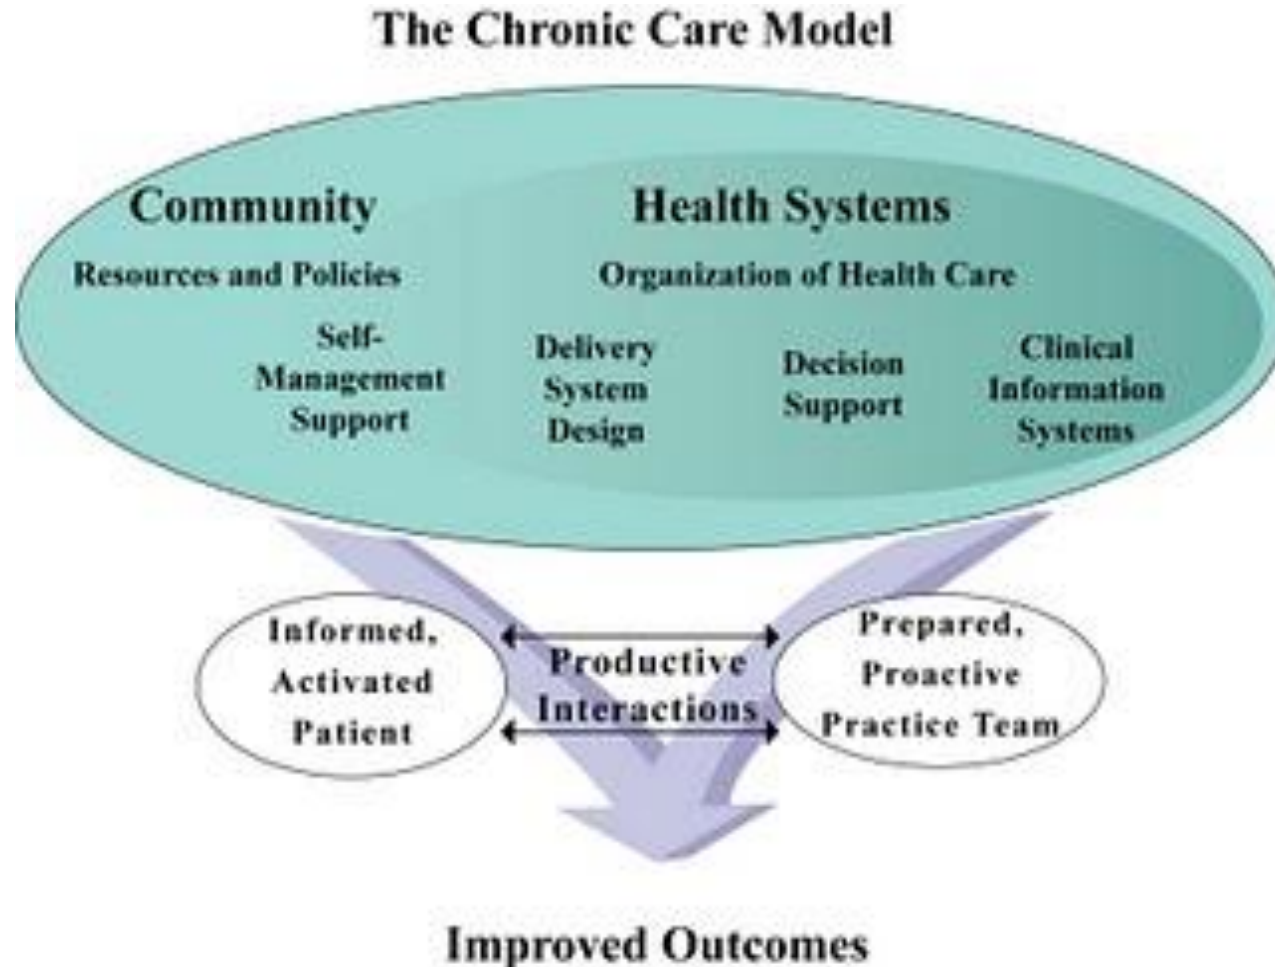 The Chronic Care Model
Community
Health Systems
Resources and Policies
Organization of Health Care
Self-
Management
Support
Delivery
System
Design
Decision
Support
Clinical
Information
Systems
Informed,
Activated
Patient
Productive
Interactions
Prepared,
Proactive
Practice Team
Improved Outcomes